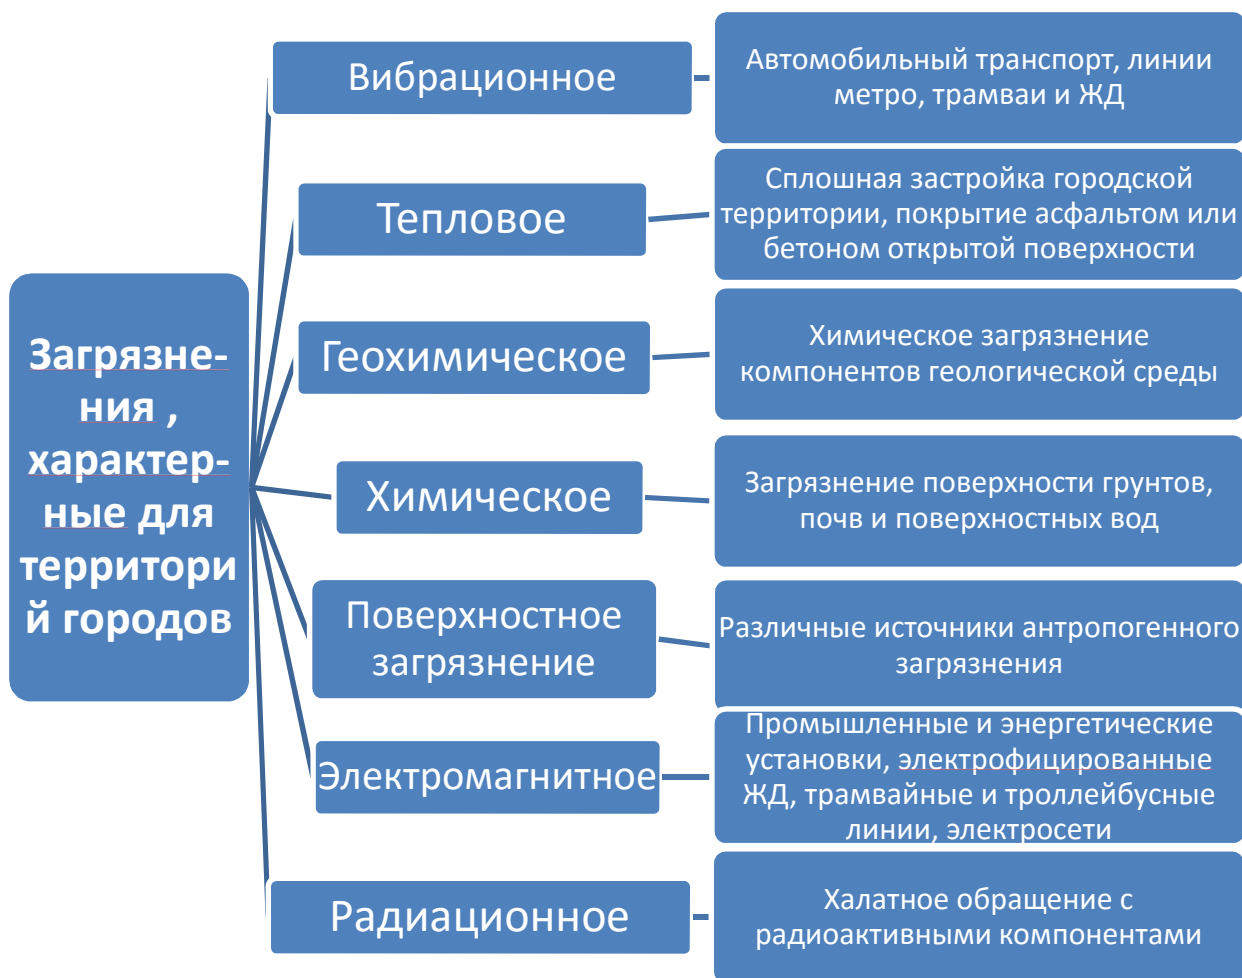 Загрязне-
ния ,
характер-
ные для
территори
й городов
Вибрационное
Автомобильный транспорт, линии
метро, трамваи и ЖД
Тепловое
Сплошная застройка городской
территории, покрытие асфальтом или
бетоном открытой поверхности
Геохимическое
Химическое загрязнение
компонентов геологической среды
Химическое
Загрязнение поверхности грунтов,
почв и поверхностных вод
Поверхностное
загрязнение
Различные источники антропогенного
загрязнения
Электромагнитное
Промышленные и энергетические
установки, электрофицированные
ЖД, трамвайные и троллейбусные
линии, электросети
Радиационное
Халатное обращение с
радиоактивными компонентами